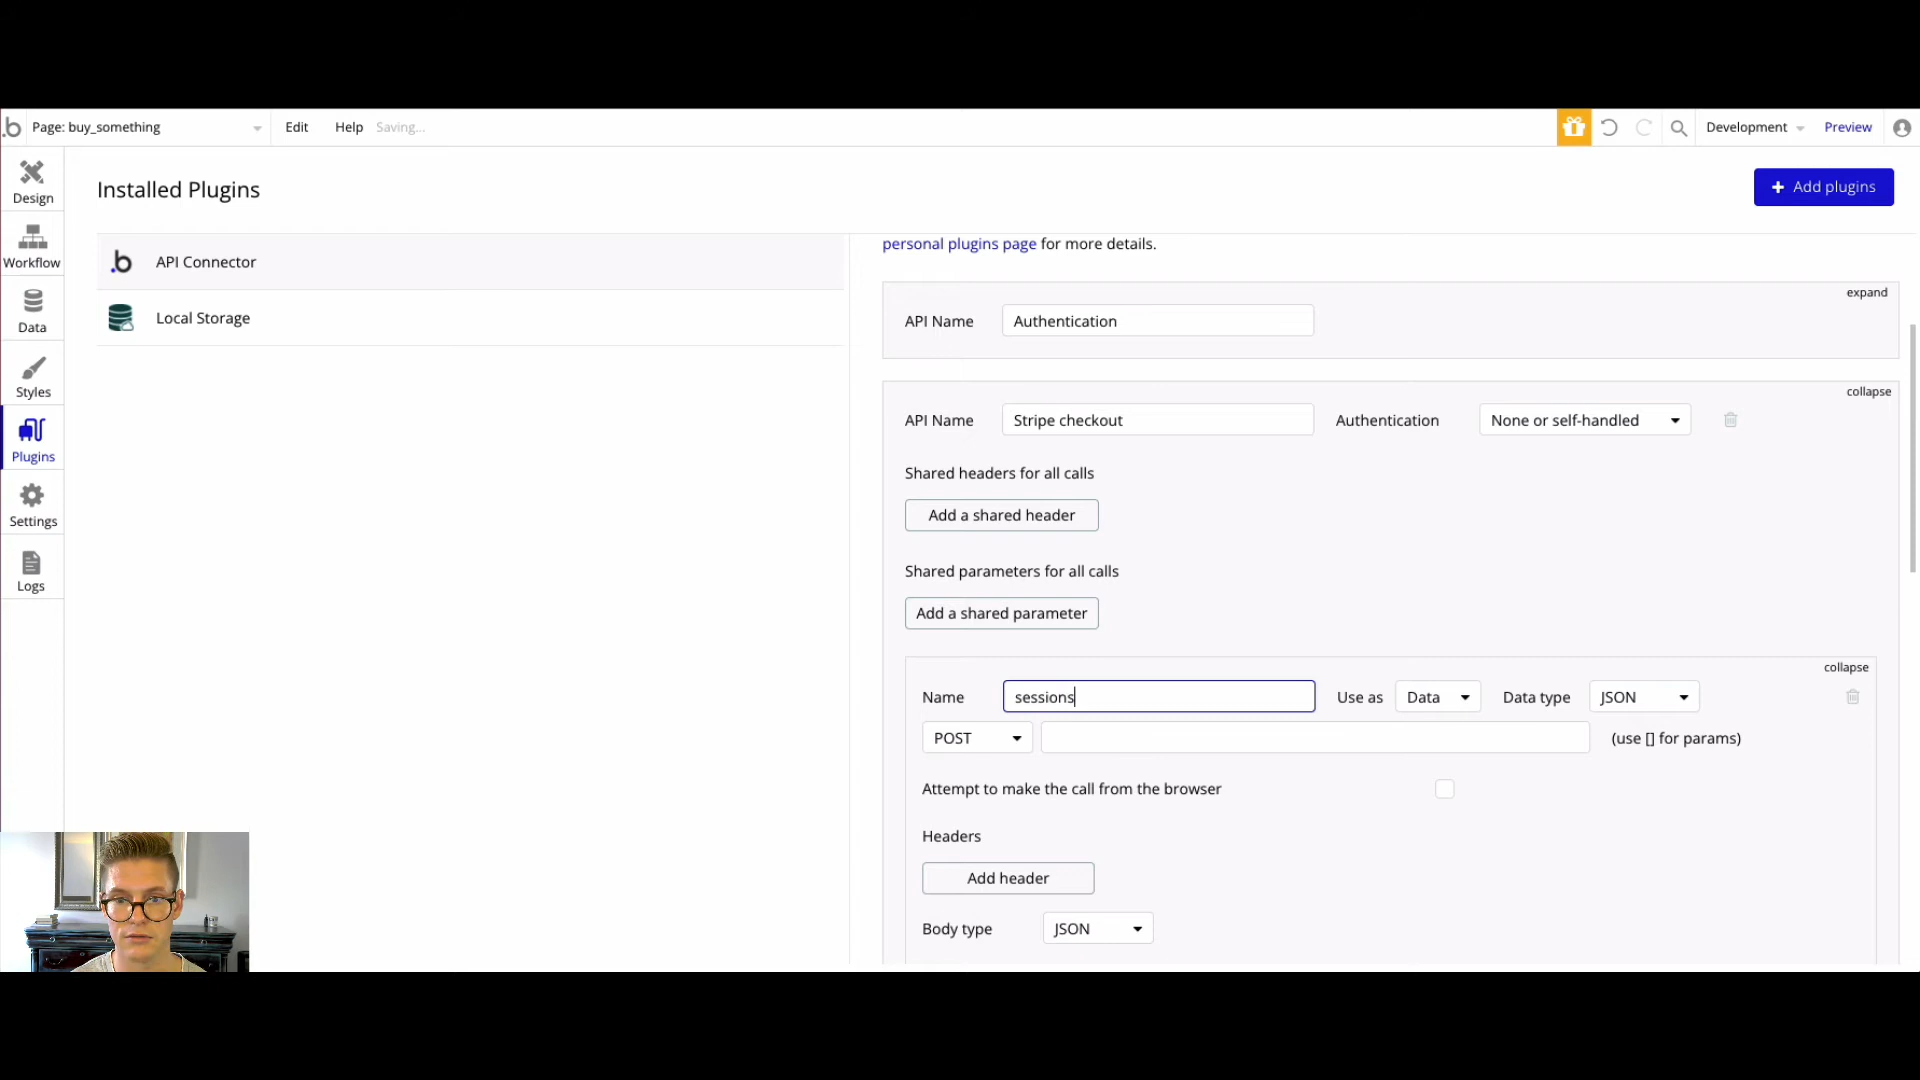 Page: buy_something
Edit
Help
Saving...
Development
Preview
Design
Workflow
Data
Styles
Plugins
Settings
Logs
Installed Plugins
+ Add plugins
.b API Connector
Local Storage
personal plugins page for more details.
expand
API Name
Authentication
collapse
API Name
Stripe checkout
Authentication
None or self-handled
Shared headers for all calls
Add a shared header
Shared parameters for all calls
Add a shared parameter
collapse
Name
sessions
Use as
Data
Data type
JSON
POST
(use [] for params)
Attempt to make the call from the browser
Headers
Add header
Body type
JSON